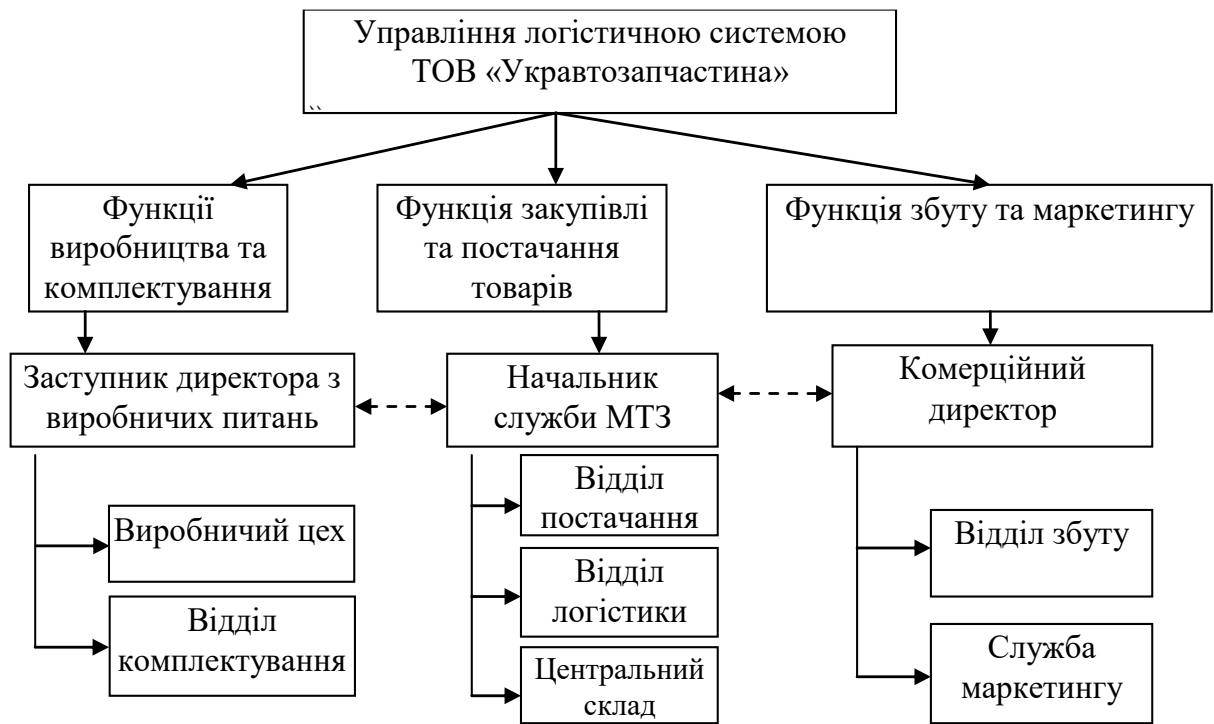 Управління логістичною системою
ТОВ «Укравтозапчастина»
``
Функції
виробництва та
комплектування
Функція закупівлі
та постачання
товарів
Функція збуту та маркетингу
Заступник директора з
виробничих питань
Начальник
служби МТЗ
Комерційний
директор
Виробничий цех
Відділ
комплектування
Відділ
постачання
Відділ
логістики
Центральний
склад
Відділ збуту
Служба
маркетингу